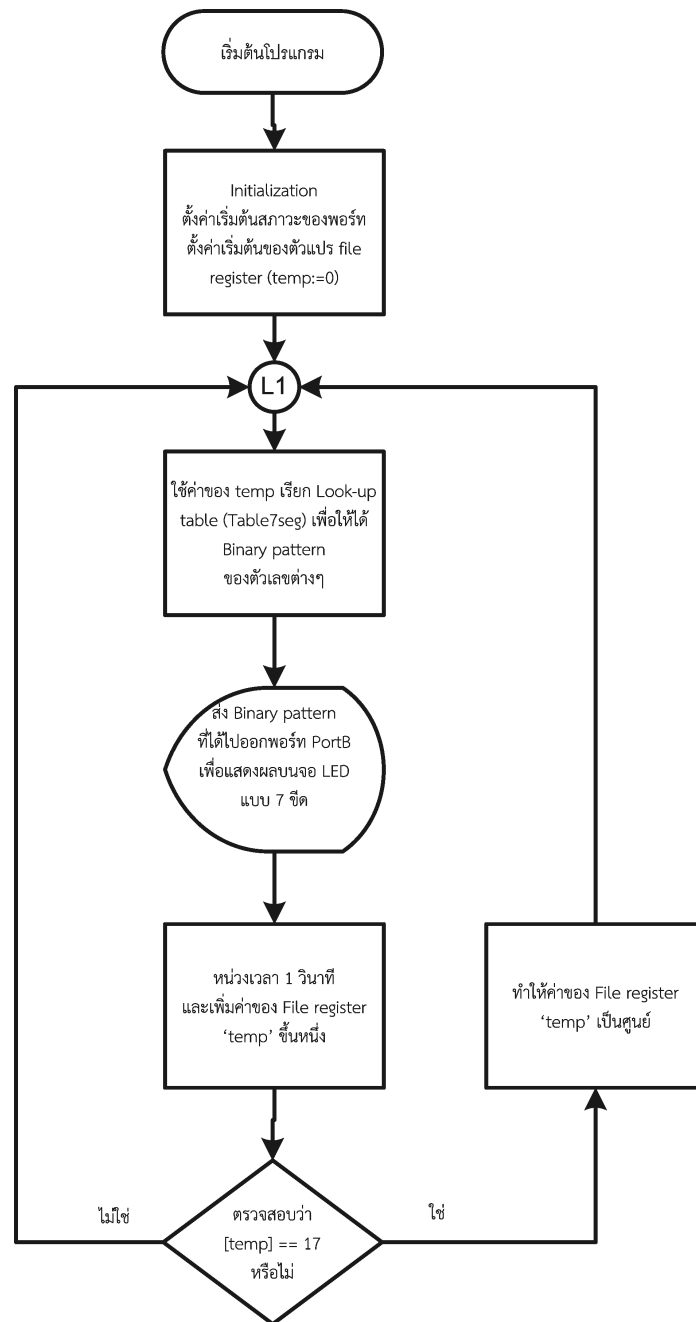 เริ่มต้นโปรแกรม
Initialization
ตั้งค่าเริ่มต้นสภาวะของพอร์ท
ตั้งค่าเริ่มต้นของตัวแปร file
register (temp:=0)
L1
ใช้ค่าของ temp เรียก Look-up
table (Table7seg) เพื่อให้ได้
Binary pattern
ของตัวเลขต่างๆ
ส่ง Binary pattern
ที่ได้ไปออกพอร์ท PortB
เพื่อแสดงผลบนจอ LED
แบบ 7 ขีด
หน่วงเวลา 1 วินาที
และเพิ่มค่าของ File register
‘temp’ ขึ้นหนึ่ง
ทำให้ค่าของ File register
‘temp’ เป็นศูนย์
ไม่ใช่
ตรวจสอบว่า
[temp] == 17
หรือไม่
ใช่